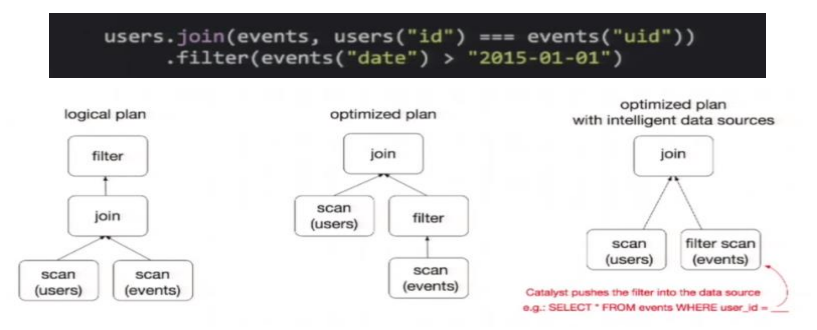 users.join(events, users("id") === events("uid"))
.filter(events("date") > "2015-01-01")
logical plan
filter
join
scan
(users)
scan
(events)
optimized plan
join
scan
(users)
filter
scan
(events)
optimized plan
with intelligent data sources
join
scan
(users)
filter scan
(events)
Catalyst pushes the filter into the data source
e.g.: SELECT * FROM events WHERE user_id = ___